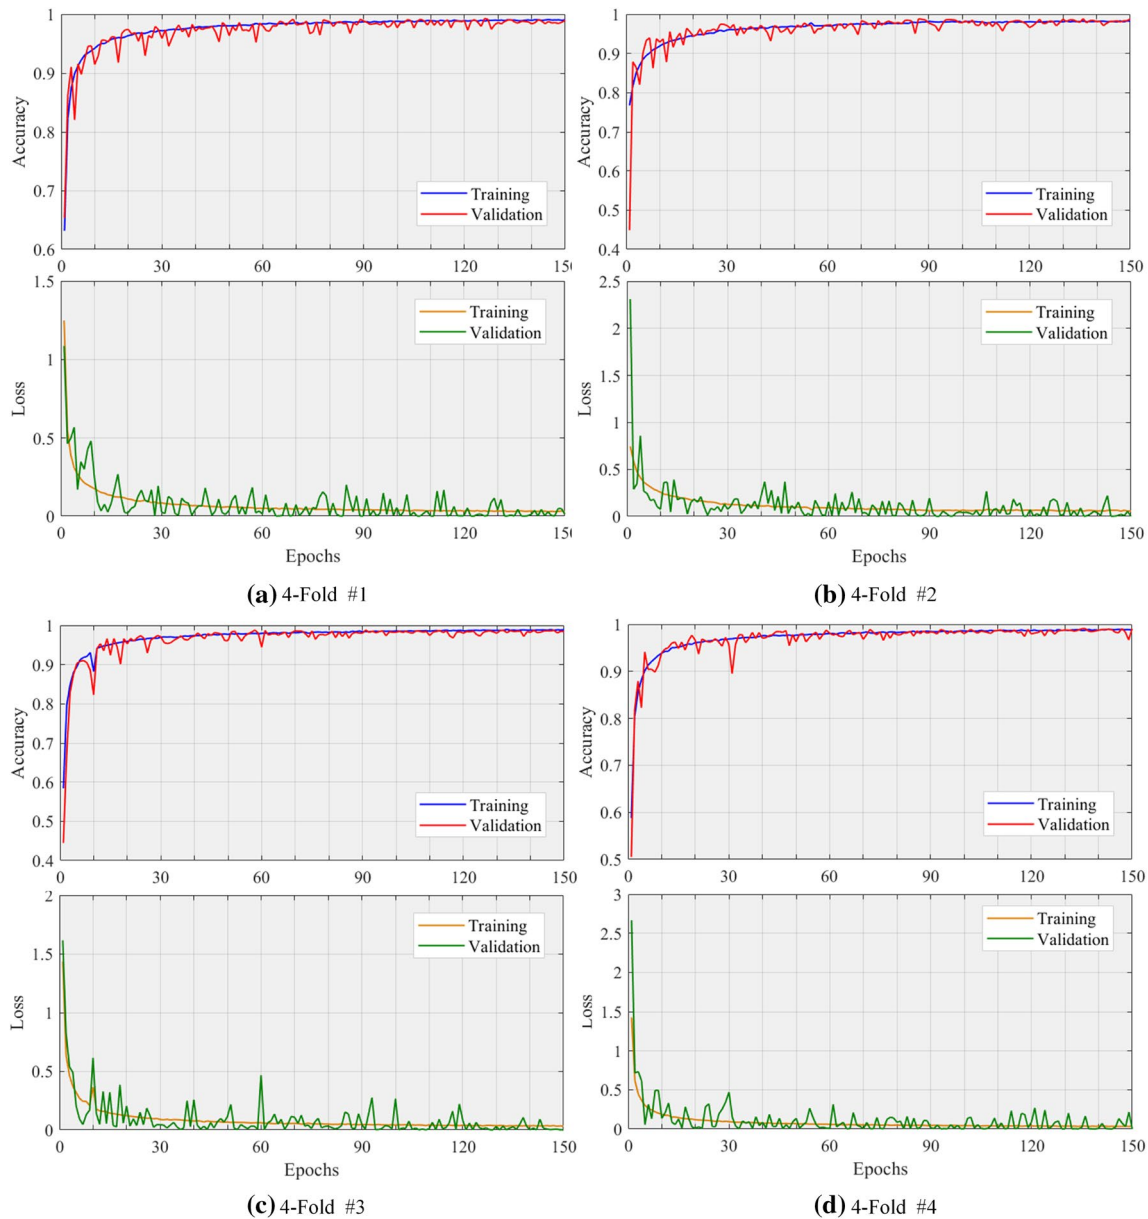 1
0.9
0.8
0.7
0.6
Accuracy
Training
Validation
0 30 60 90 120 150
1.5
1
0.5
0
Loss
Training
Validation
0 30 60 90 120 150
Epochs
(a) 4-Fold #1
1
0.9
0.8
0.7
0.6
0.5
0.4
Accuracy
Training
Validation
0 30 60 90 120 150
2.5
2
1.5
1
0.5
0
Loss
Training
Validation
0 30 60 90 120 150
Epochs
(b) 4-Fold #2
1
0.9
0.8
0.7
0.6
0.5
0.4
Accuracy
Training
Validation
0 30 60 90 120 150
2
1.5
1
0.5
0
Loss
Training
Validation
0 30 60 90 120 150
Epochs
(c) 4-Fold #3
1
0.9
0.8
0.7
0.6
0.5
Accuracy
Training
Validation
0 30 60 90 120 150
3
2.5
2
1.5
1
0.5
0
Loss
Training
Validation
0 30 60 90 120 150
Epochs
(d) 4-Fold #4